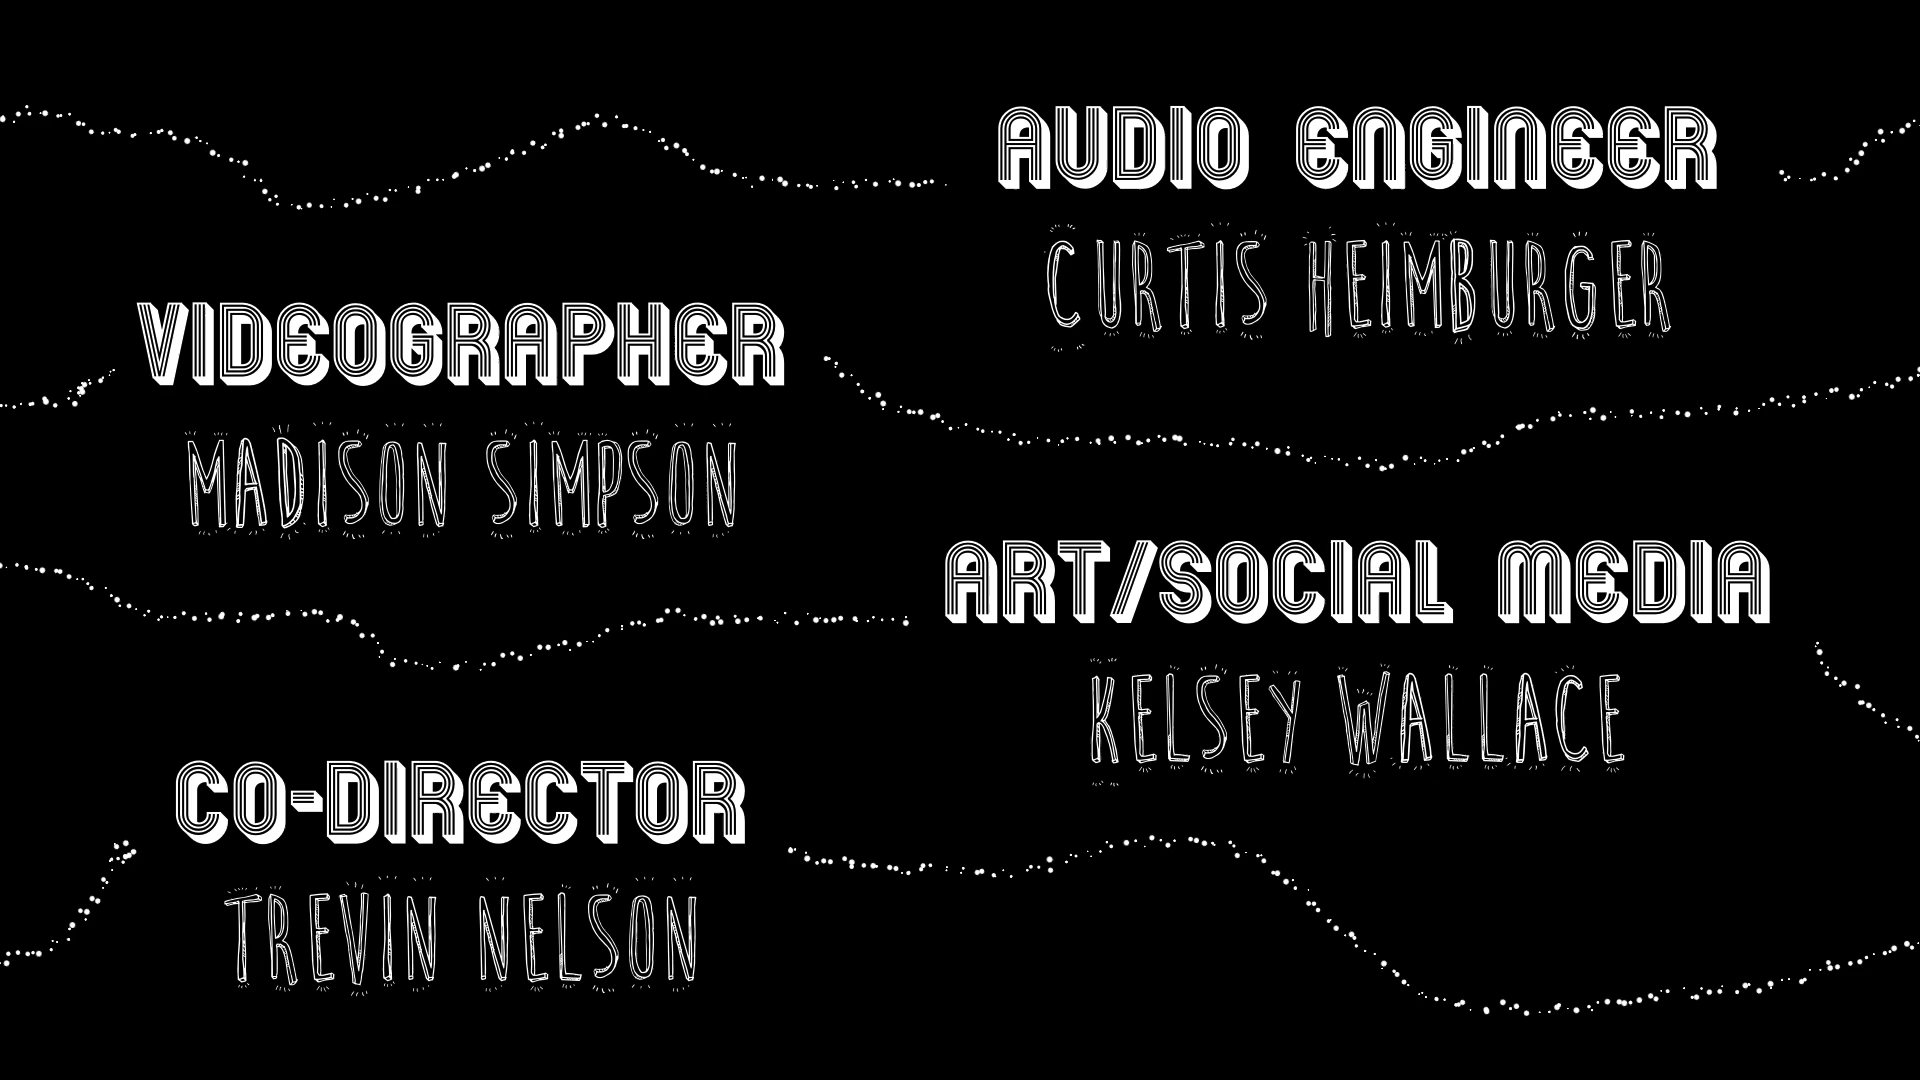 AUDIO ENGINEER
CURTIS HEIMBURGER
VIDEOGRAPHER
MADISON SIMPSON
ART/SOCIAL MEDIA
KELSEY WALLACE
CO-DIRECTOR
TREVIN NELSON